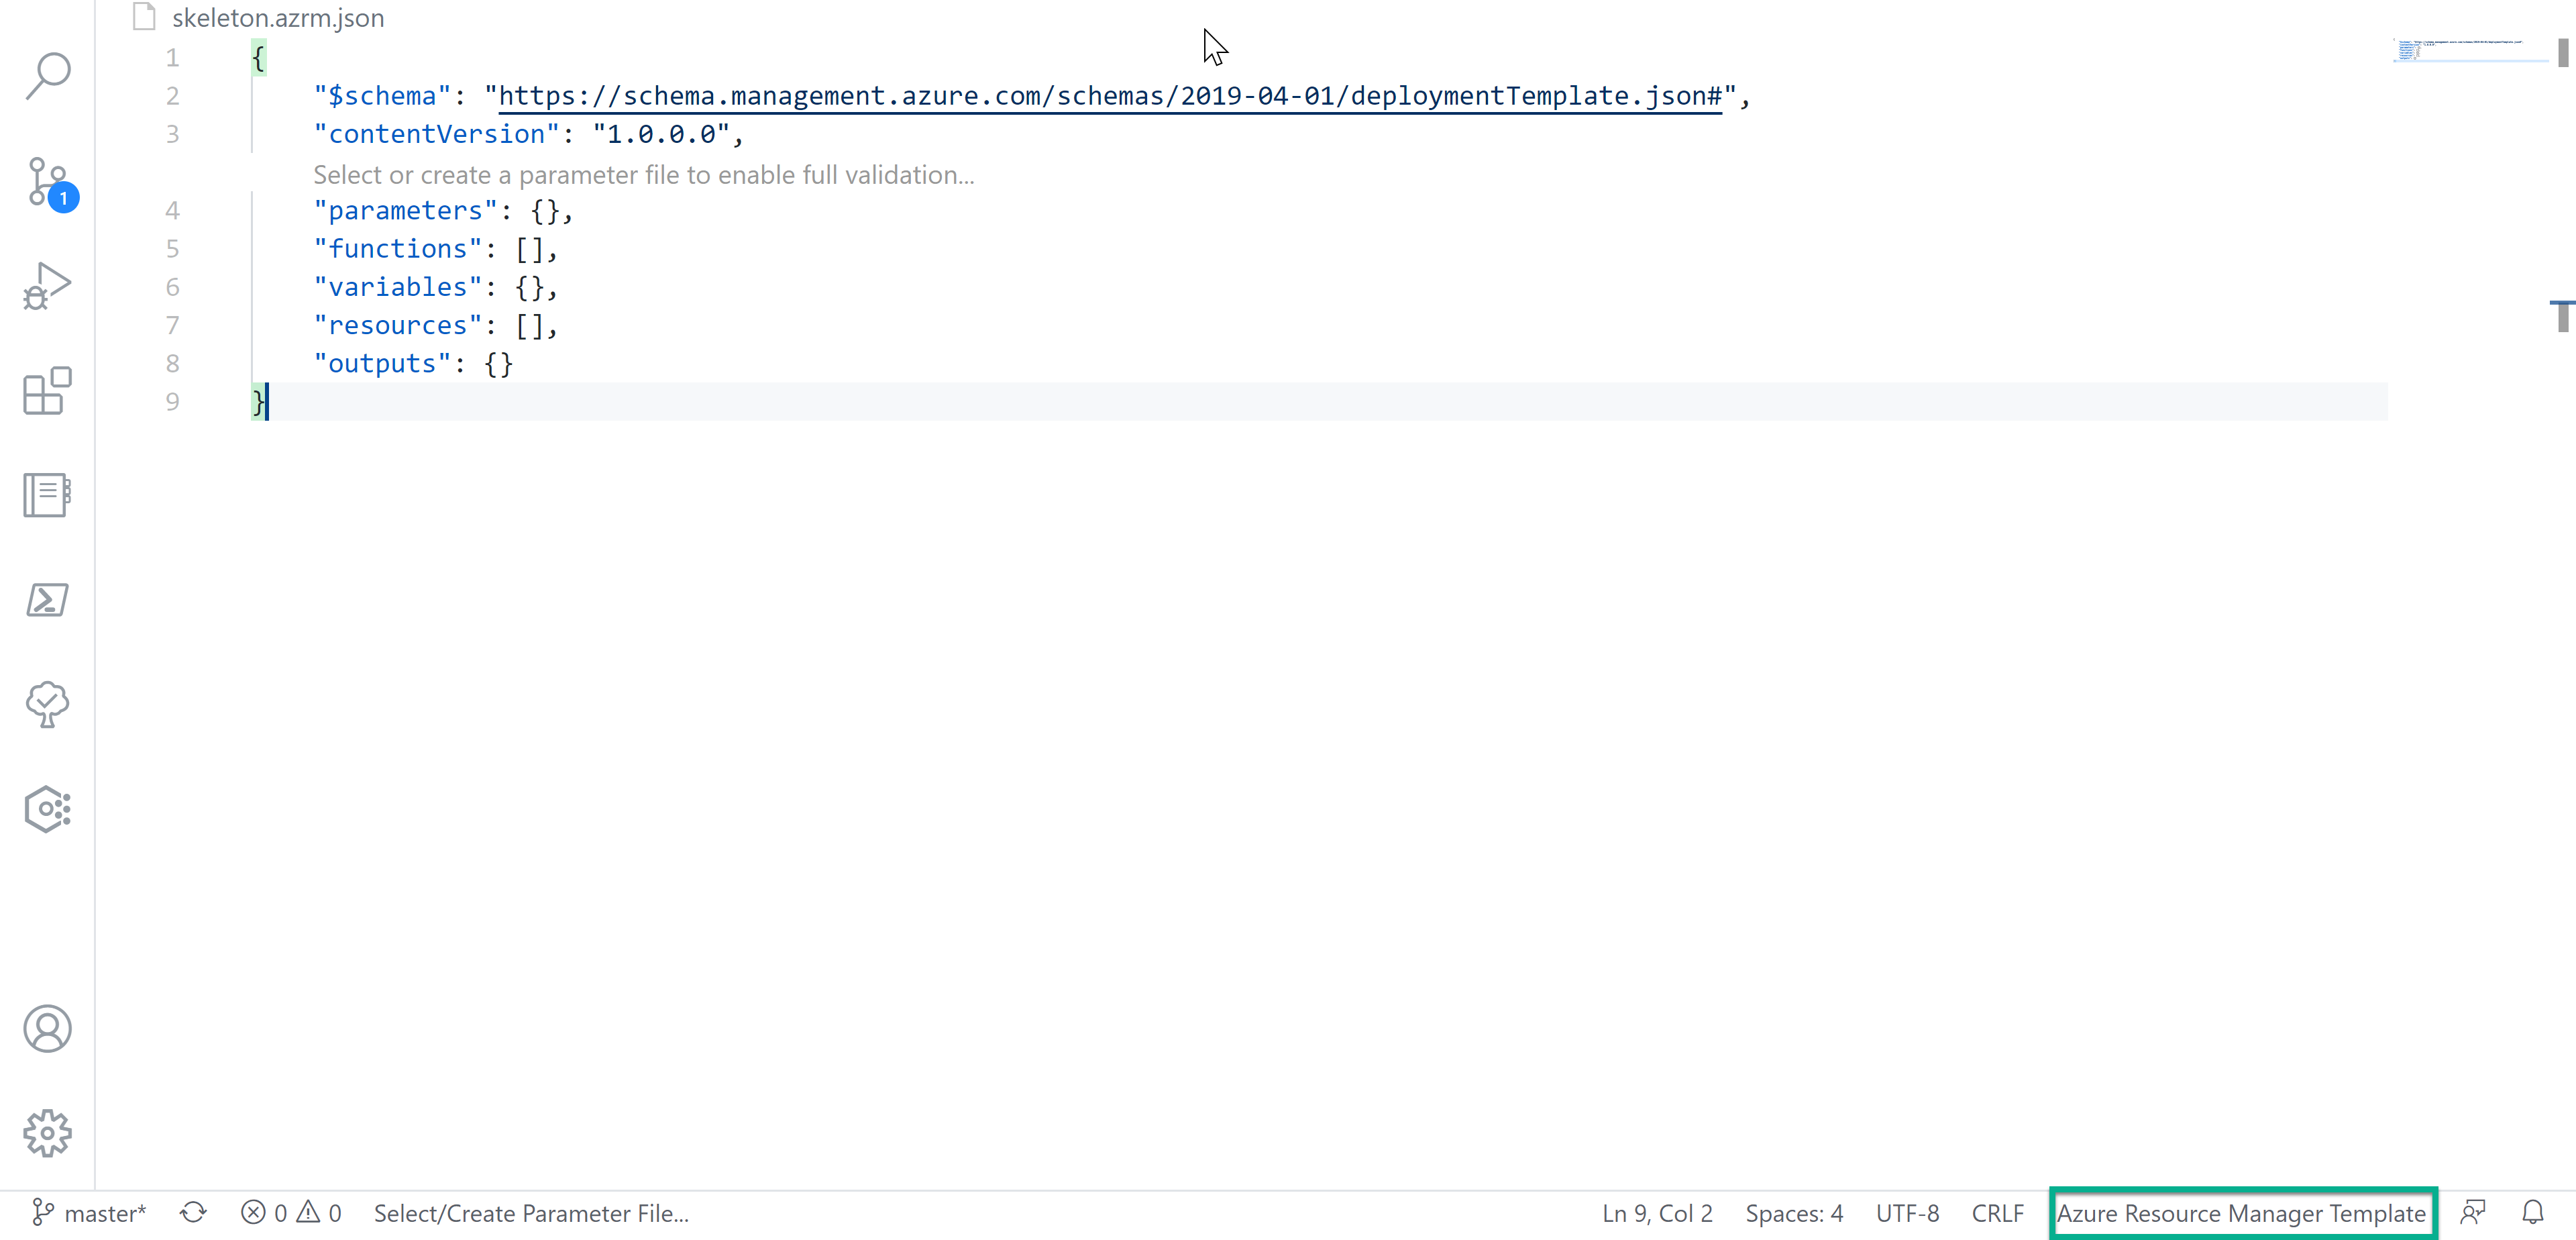 skeleton.azrm.json
1 {
2 "$schema": "https://schema.management.azure.com/schemas/2019-04-01/deploymentTemplate.json#",
3 "contentVersion": "1.0.0.0",
Select or create a parameter file to enable full validation...
4 "parameters": {},
5 "functions": [],
6 "variables": {},
7 "resources": [],
8 "outputs": {}
9 }
1
master* 0 0 Select/Create Parameter File... Ln 9, Col 2 Spaces: 4 UTF-8 CRLF Azure Resource Manager Template